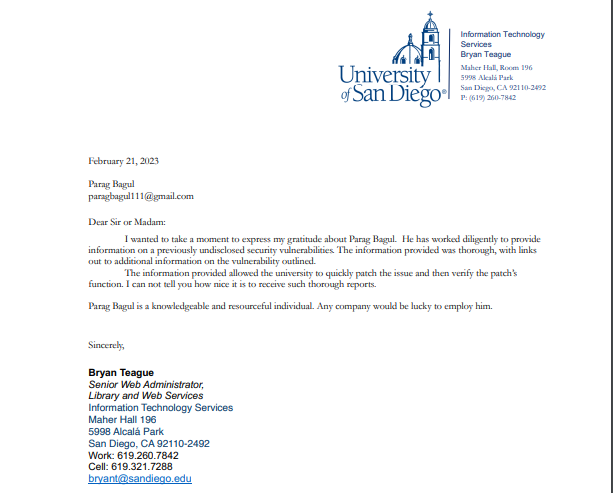 University
of San Diego®
Information Technology
Services
Bryan Teague
Maher Hall, Room 196
5998 Alcalá Park
San Diego, CA 92110-2492
P: (619) 260-7842
February 21, 2023
Parag Bagul
paragbagul111@gmail.com
Dear Sir or Madam:
I wanted to take a moment to express my gratitude about Parag Bagul. He has worked diligently to provide
information on a previously undisclosed security vulnerabilities. The information provided was thorough, with links
out to additional information on the vulnerability outlined.
The information provided allowed the university to quickly patch the issue and then verify the patch's
function. I can not tell you how nice it is to receive such thorough reports.
Parag Bagul is a knowledgeable and resourceful individual. Any company would be lucky to employ him.
Sincerely,
Bryan Teague
Senior Web Administrator,
Library and Web Services
Information Technology Services
Maher Hall 196
5998 Alcalá Park
San Diego, CA 92110-2492
Work: 619.260.7842
Cell: 619.321.7288
bryant@sandiego.edu